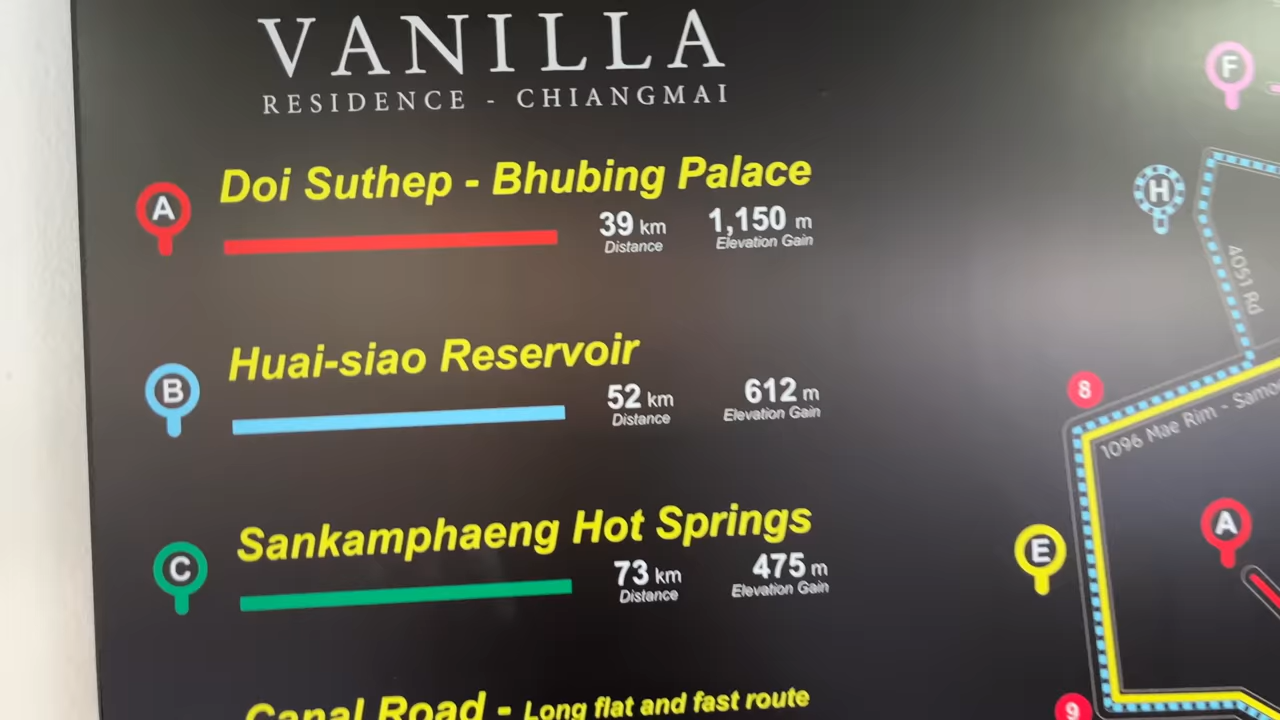 VANILLA
RESIDENCE - CHIANGMAI
A
Doi Suthep - Bhubing Palace
39 km 1,150 m
Distance Elevation Gain
B
Huai-siao Reservoir
52 km 612 m
Distance Elevation Gain
C
Sankamphaeng Hot Springs
73 km 475 m
Distance Elevation Gain
Canal Road - Long flat and fast route
F
H
4051 Rd
8
1096 Mae Rim -
A
E
9